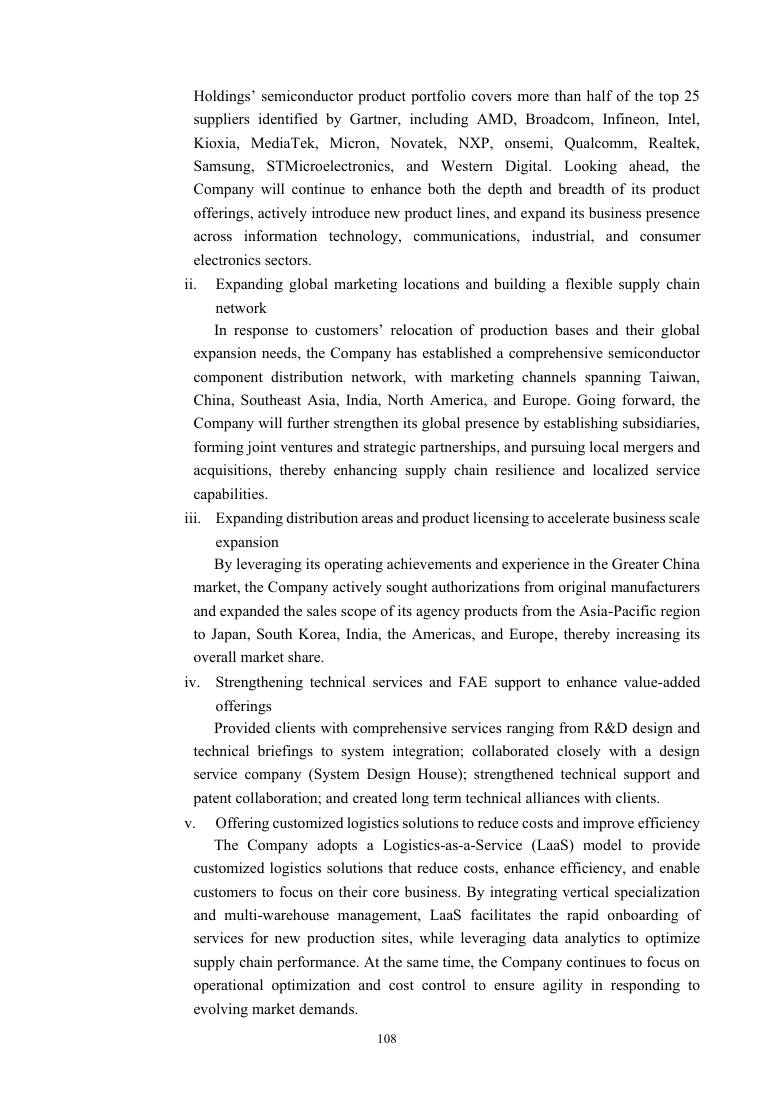 Holdings’ semiconductor product portfolio covers more than half of the top 25
suppliers identified by Gartner, including AMD, Broadcom, Infineon, Intel,
Kioxia, MediaTek, Micron, Novatek, NXP, onsemi, Qualcomm, Realtek,
Samsung, STMicroelectronics, and Western Digital. Looking ahead, the
Company will continue to enhance both the depth and breadth of its product
offerings, actively introduce new product lines, and expand its business presence
across information technology, communications, industrial, and consumer
electronics sectors.
ii. Expanding global marketing locations and building a flexible supply chain
network
In response to customers’ relocation of production bases and their global
expansion needs, the Company has established a comprehensive semiconductor
component distribution network, with marketing channels spanning Taiwan,
China, Southeast Asia, India, North America, and Europe. Going forward, the
Company will further strengthen its global presence by establishing subsidiaries,
forming joint ventures and strategic partnerships, and pursuing local mergers and
acquisitions, thereby enhancing supply chain resilience and localized service
capabilities.
iii. Expanding distribution areas and product licensing to accelerate business scale
expansion
By leveraging its operating achievements and experience in the Greater China
market, the Company actively sought authorizations from original manufacturers
and expanded the sales scope of its agency products from the Asia-Pacific region
to Japan, South Korea, India, the Americas, and Europe, thereby increasing its
overall market share.
iv. Strengthening technical services and FAE support to enhance value-added
offerings
Provided clients with comprehensive services ranging from R&D design and
technical briefings to system integration; collaborated closely with a design
service company (System Design House); strengthened technical support and
patent collaboration; and created long term technical alliances with clients.
v. Offering customized logistics solutions to reduce costs and improve efficiency
The Company adopts a Logistics-as-a-Service (LaaS) model to provide
customized logistics solutions that reduce costs, enhance efficiency, and enable
customers to focus on their core business. By integrating vertical specialization
and multi-warehouse management, LaaS facilitates the rapid onboarding of
services for new production sites, while leveraging data analytics to optimize
supply chain performance. At the same time, the Company continues to focus on
operational optimization and cost control to ensure agility in responding to
evolving market demands.
108